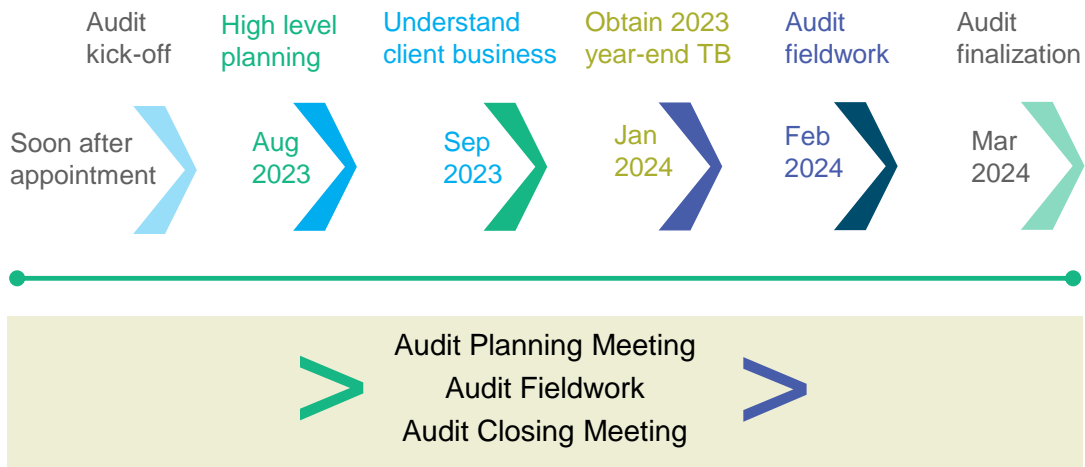 Audit
kick-off
High level
planning
Understand
client business
Obtain 2023
year-end TB
Audit
fieldwork
Audit
finalization
Soon after
appointment
Aug
2023
Sep
2023
Jan
2024
Feb
2024
Mar
2024
Audit Planning Meeting
Audit Fieldwork
Audit Closing Meeting